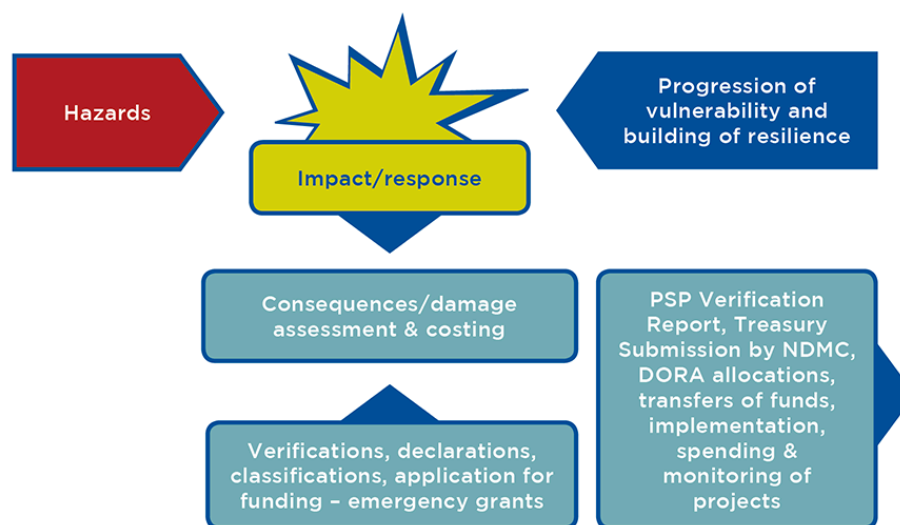 Hazards
Progression of
vulnerability and
building of resilience
Impact/response
Consequences/damage
assessment & costing
PSP Verification
Report, Treasury
Submission by NDMC,
DORA allocations,
transfers of funds,
implementation,
spending &
monitoring of
projects
Verifications, declarations,
classifications, application for
funding – emergency grants